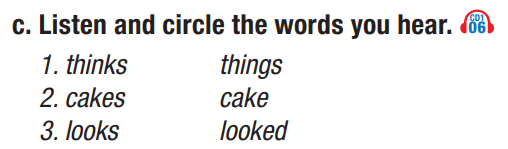 c. Listen and circle the words you hear. CD1 06
1. thinks things
2. cakes cake
3. looks looked